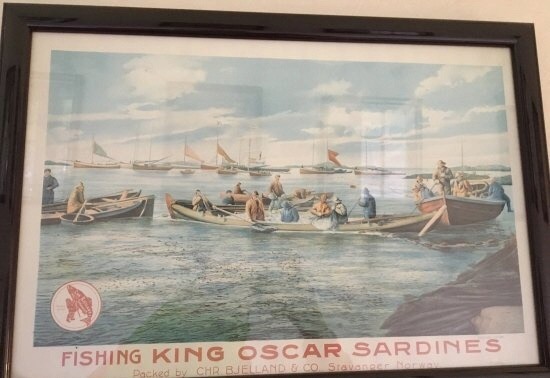 FISHING KING OSCAR SARDINES
Packed by CHR. BJELLAND & CO. Stavanger Norway